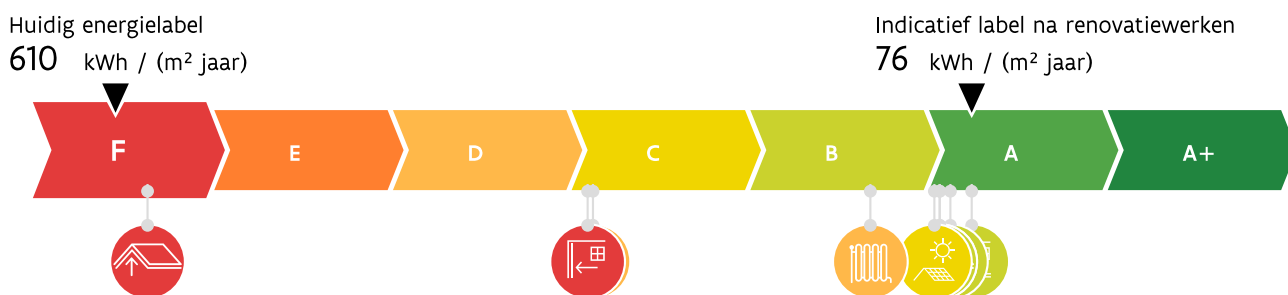 Huidig energielabel
610 kWh / (m² jaar)
Indicatief label na renovatiewerken
76 kWh / (m² jaar)
F E D C B A A+